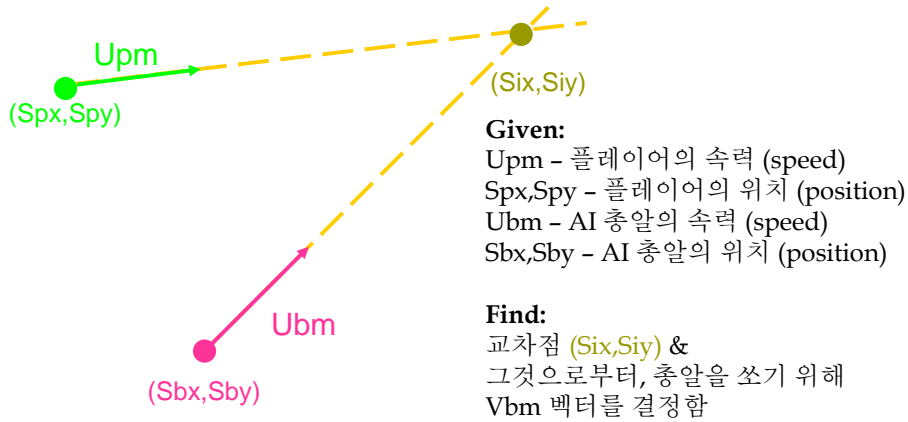 Upm
(Spx,Spy)
(Six,Siy)
Given:
Upm – 플레이어의 속력 (speed)
Spx,Spy – 플레이어의 위치 (position)
Ubm – AI 총알의 속력 (speed)
Sbx,Sby – AI 총알의 위치 (position)
Ubm
(Sbx,Sby)
Find:
교차점 (Six,Siy) &
그것으로부터, 총알을 쏘기 위해
Vbm 벡터를 결정함